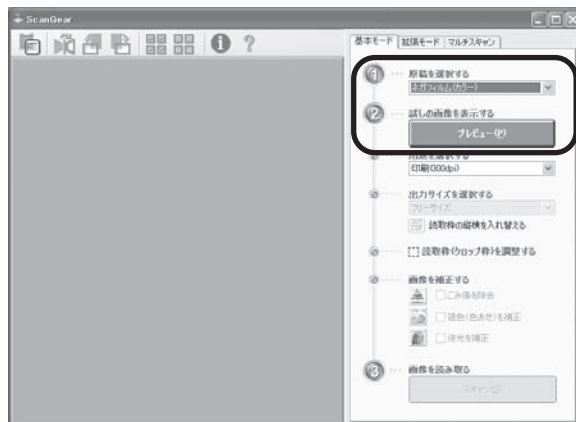 ScanGear
基本モード 拡張モード マルチスキャン
① 原稿を選択する
ネガフィルム(カラー)
② 試しの画像を表示する
プレビュー(P)
用途を選択する
印刷(300dpi)
出力サイズを選択する
フリーサイズ
読取枠の縦横を入れ替える
読取枠(クロップ枠)を調整する
画像を補正する
ごみ傷を除去
褪色(色あせ)を補正
逆光を補正
③ 画像を読み取る
スキャン(S)